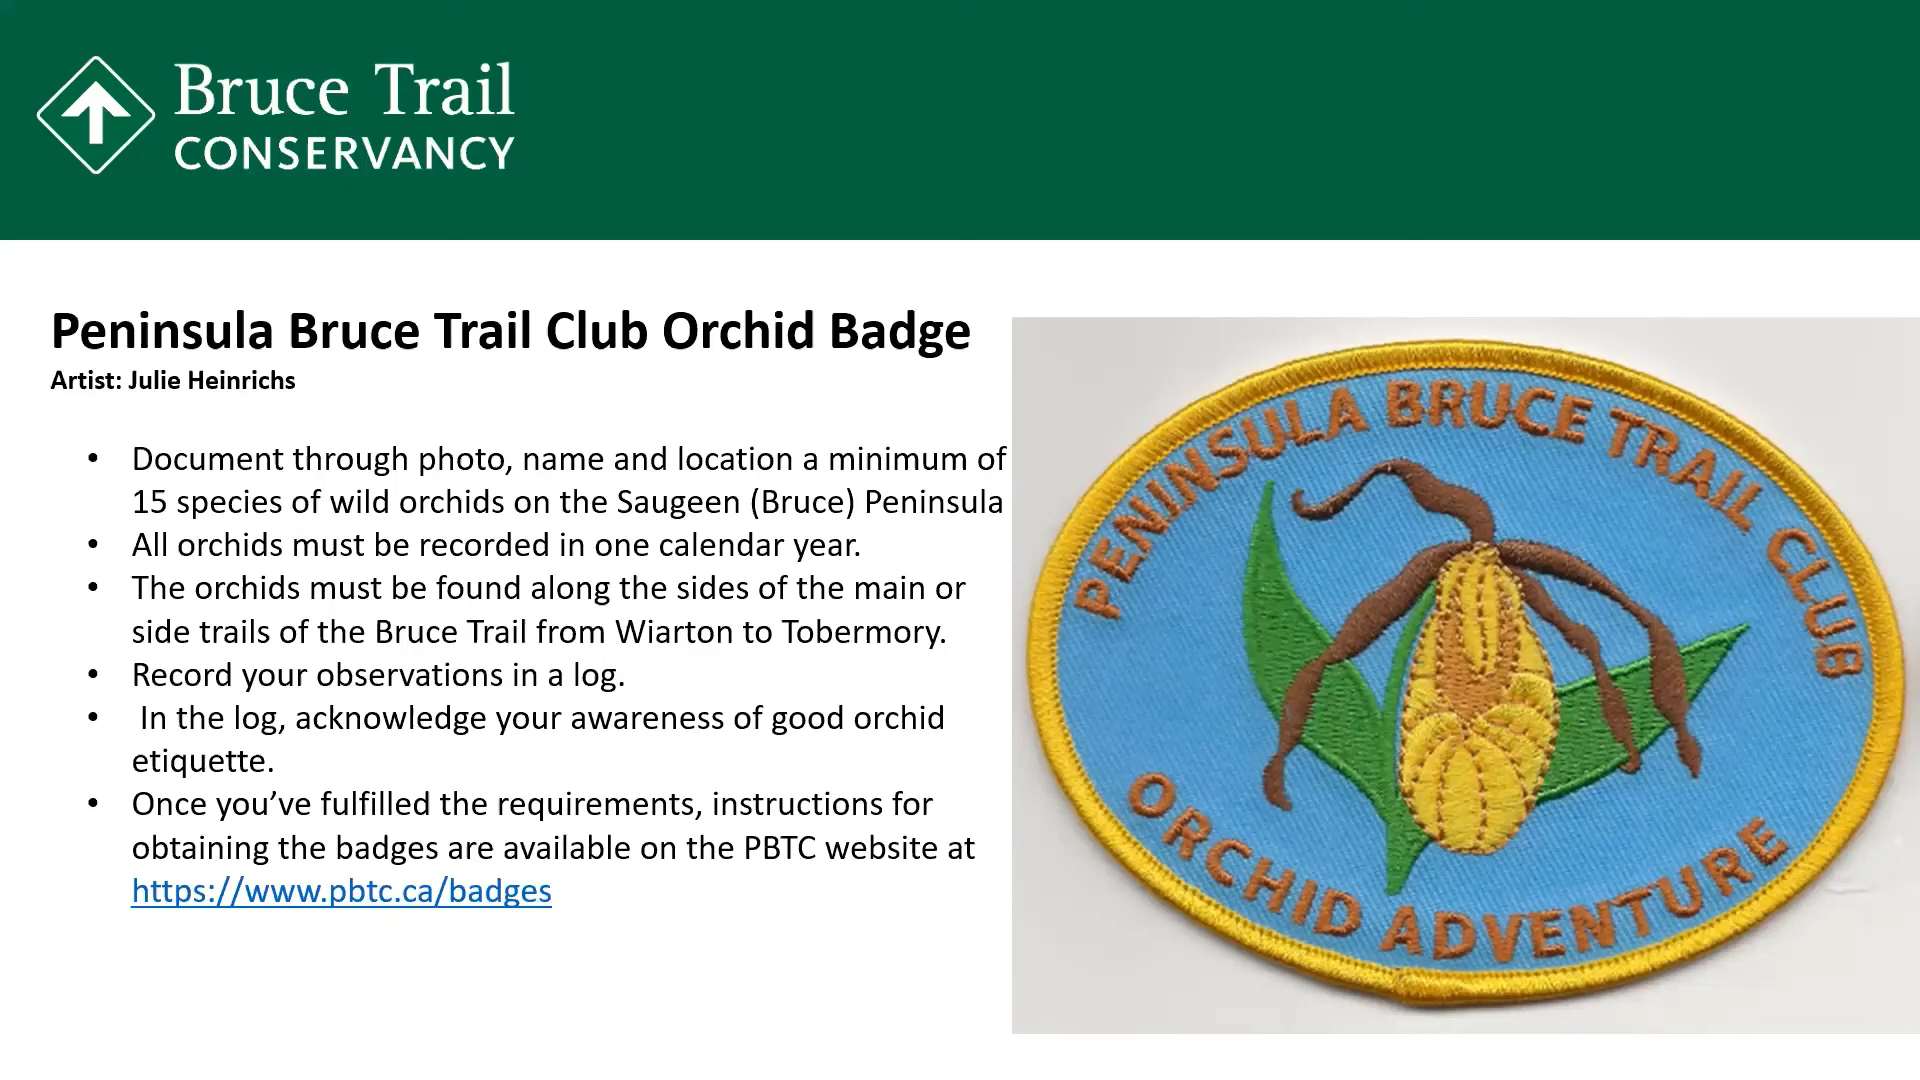 Bruce Trail
CONSERVANCY
Peninsula Bruce Trail Club Orchid Badge
Artist: Julie Heinrichs
• Document through photo, name and location a minimum of
15 species of wild orchids on the Saugeen (Bruce) Peninsula
• All orchids must be recorded in one calendar year.
• The orchids must be found along the sides of the main or
side trails of the Bruce Trail from Wiarton to Tobermory.
• Record your observations in a log.
• In the log, acknowledge your awareness of good orchid
etiquette.
• Once you’ve fulfilled the requirements, instructions for
obtaining the badges are available on the PBTC website at
https://www.pbtc.ca/badges
PENINSULA BRUCE TRAIL CLUB
ORCHID ADVENTURE